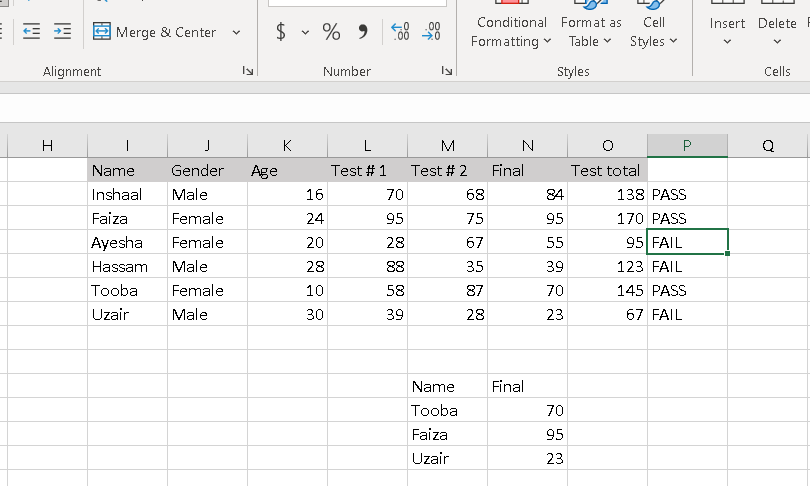 Merge & Center $ % , ←0 .00 .00 →0 Conditional Formatting Format as Table Cell Styles Insert Delete
Alignment Number Styles Cells
H I J K L M N O P Q
Name Gender Age Test # 1 Test # 2 Final Test total
Inshaal Male 16 70 68 84 138 PASS
Faiza Female 24 95 75 95 170 PASS
Ayesha Female 20 28 67 55 95 FAIL
Hassam Male 28 88 35 39 123 FAIL
Tooba Female 10 58 87 70 145 PASS
Uzair Male 30 39 28 23 67 FAIL
Name Final
Tooba 70
Faiza 95
Uzair 23